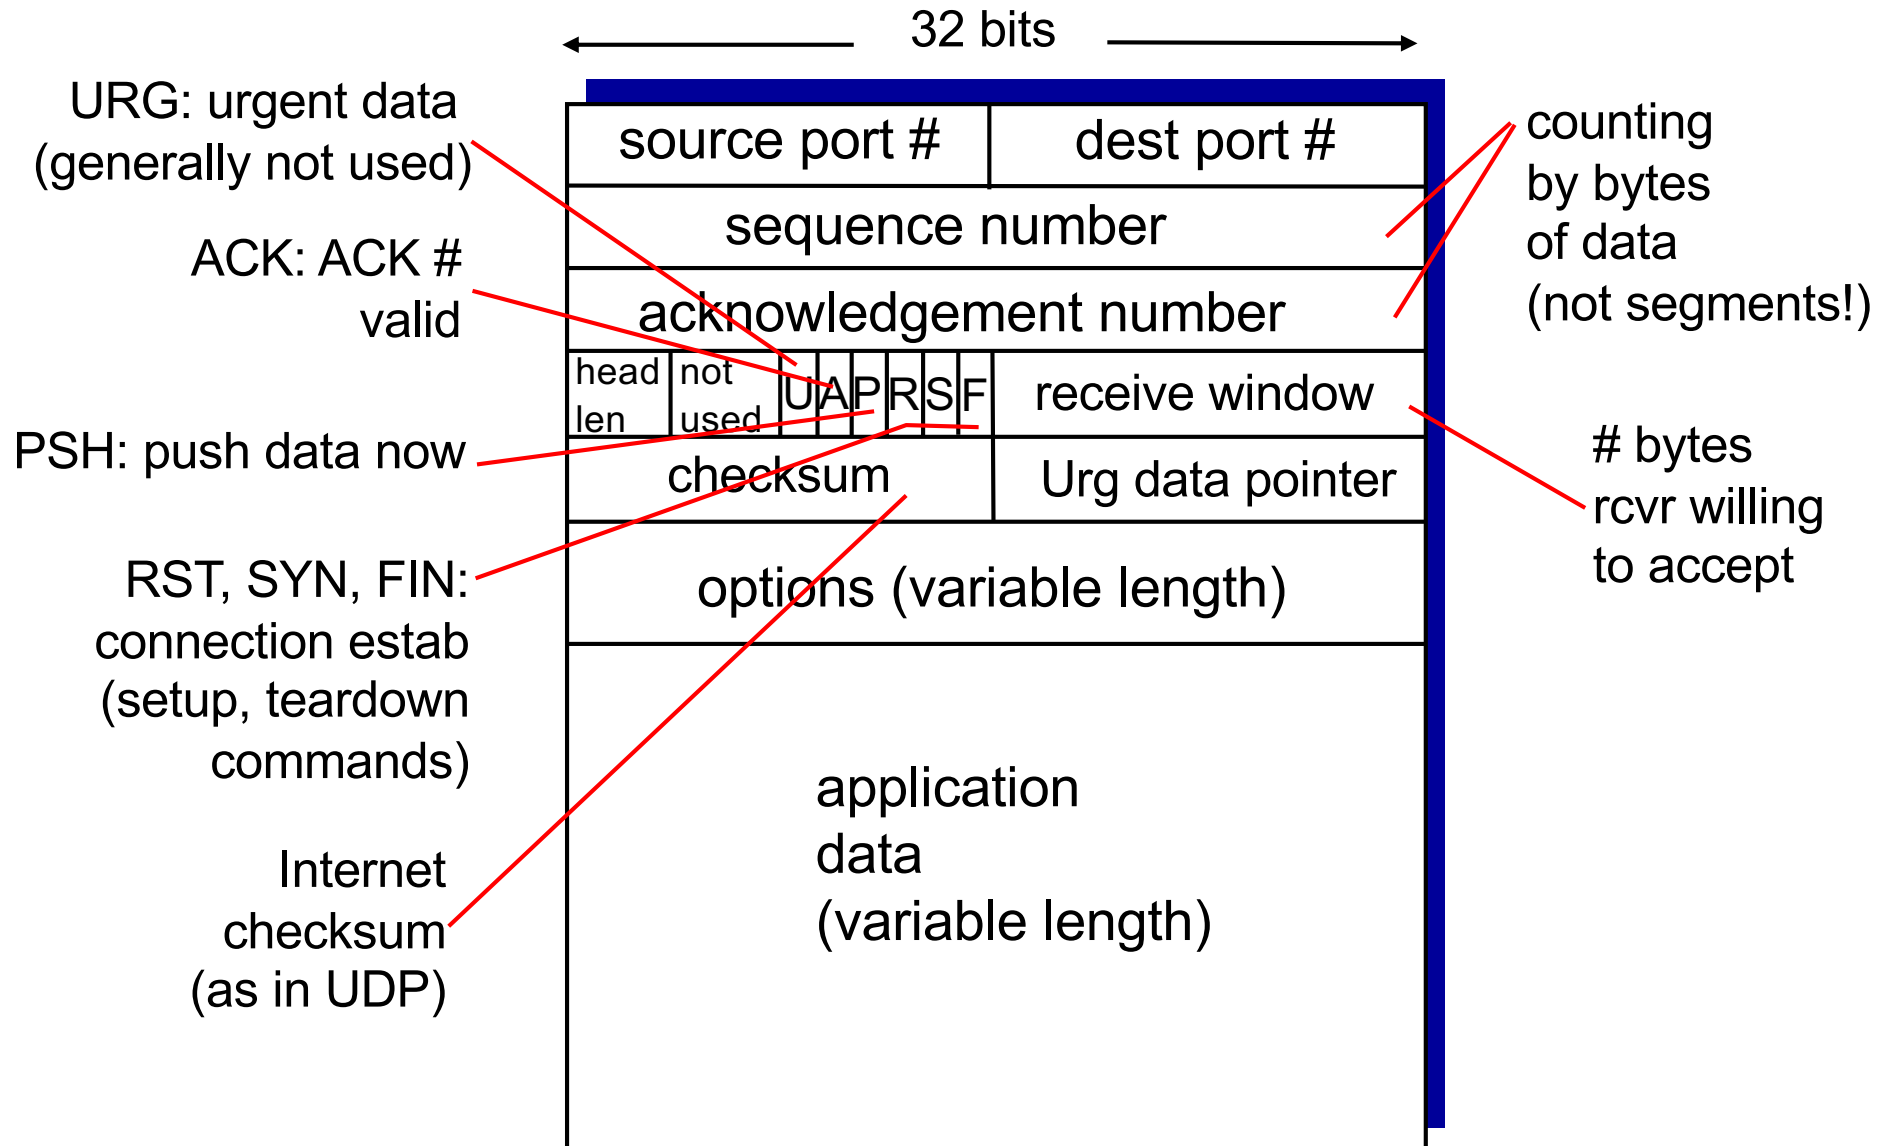 32 bits
URG: urgent data
(generally not used)
ACK: ACK #
valid
PSH: push data now
RST, SYN, FIN:
connection estab
(setup, teardown
commands)
Internet
checksum
(as in UDP)
source port #
dest port #
sequence number
acknowledgement number
head
len
not
used
U
A
P
R
S
F
receive window
checksum
Urg data pointer
options (variable length)
application
data
(variable length)
counting
by bytes
of data
(not segments!)
# bytes
rcvr willing
to accept